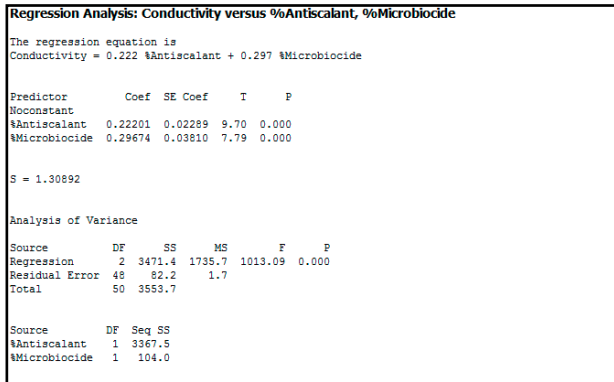 Regression Analysis: Conductivity versus %Antiscalant, %Microbiocide
The regression equation is
Conductivity = 0.222 %Antiscalant + 0.297 %Microbiocide
Predictor Coef SE Coef T P
Noconstant
%Antiscalant 0.22201 0.02289 9.70 0.000
%Microbiocide 0.29674 0.03810 7.79 0.000
S = 1.30892
Analysis of Variance
Source DF SS MS F P
Regression 2 3471.4 1735.7 1013.09 0.000
Residual Error 48 82.2 1.7
Total 50 3553.7
Source DF Seq SS
%Antiscalant 1 3367.5
%Microbiocide 1 104.0